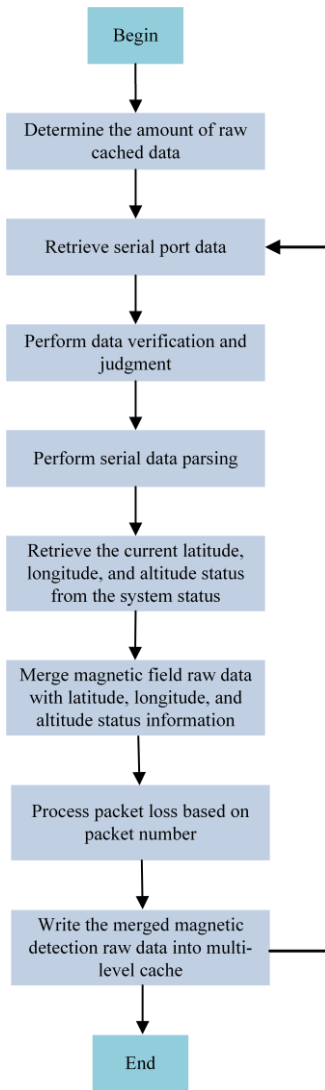 Begin
Determine the amount of raw
cached data
Retrieve serial port data
Perform data verification and
judgment
Perform serial data parsing
Retrieve the current latitude,
longitude, and altitude status
from the system status
Merge magnetic field raw data
with latitude, longitude, and
altitude status information
Process packet loss based on
packet number
Write the merged magnetic
detection raw data into multi-
level cache
End